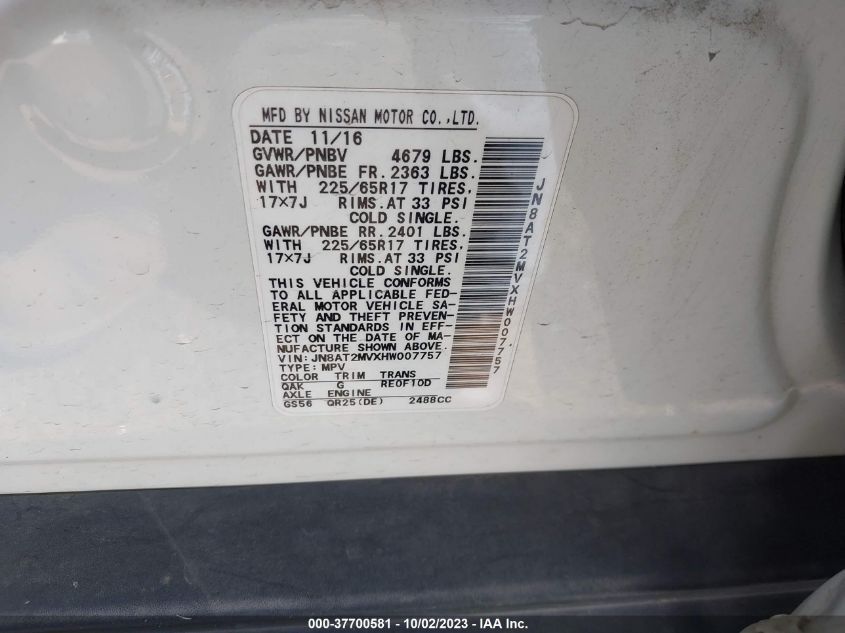 MFD BY NISSAN MOTOR CO.,LTD.
DATE 11/16
GVWR/PNBV 4679 LBS.
GAWR/PNBE FR. 2363 LBS.
WITH 225/65R17 TIRES,
17×7J RIMS. AT 33 PSI
COLD SINGLE.
GAWR/PNBE RR. 2401 LBS.
WITH 225/65R17 TIRES,
17×7J RIMS. AT 33 PSI
COLD SINGLE.
THIS VEHICLE CONFORMS
TO ALL APPLICABLE FED-
ERAL MOTOR VEHICLE SA-
FETY AND THEFT PREVEN-
TION STANDARDS IN EFF-
ECT ON THE DATE OF MA-
NUFACTURE SHOWN ABOVE.
VIN: JN8AT2MVXHW007757
TYPE: MPV
COLOR TRIM TRANS
QAK G RE0F10D
AXLE ENGINE
GS56 QR25(DE) 2488CC
JN8AT2MVXHW007757
000-37700581 - 10/02/2023 - IAA Inc.